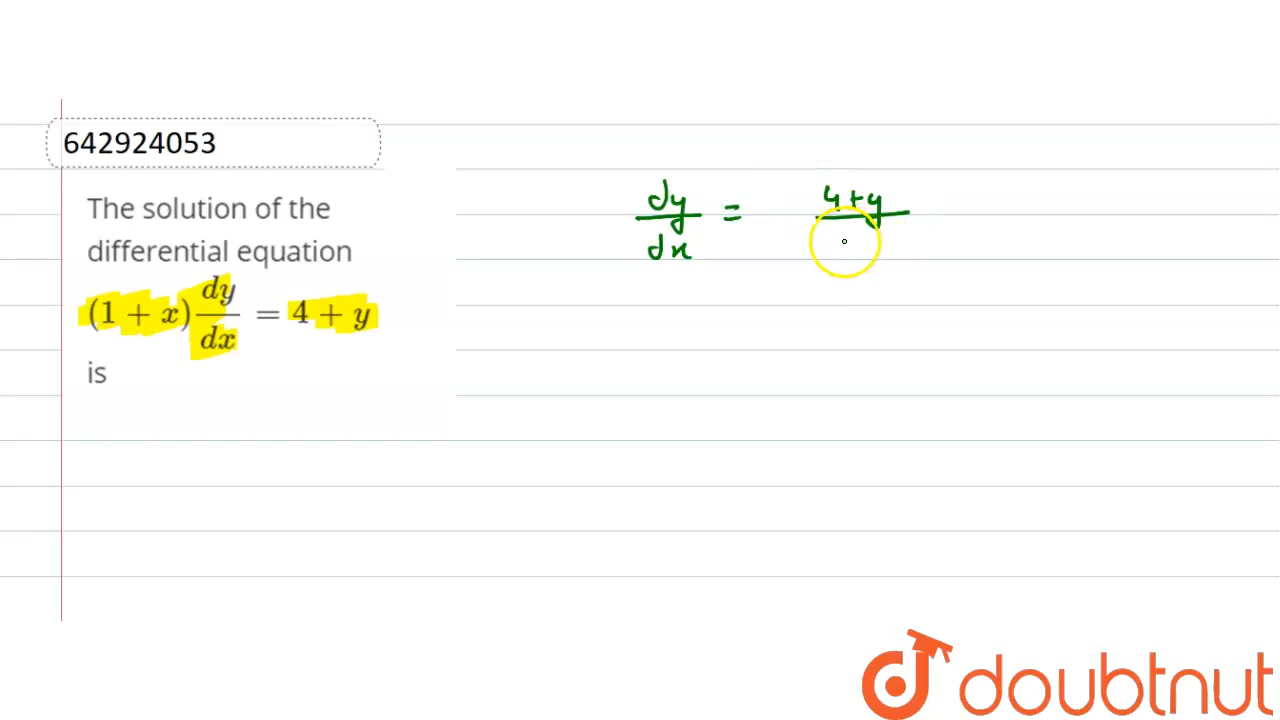 642924053
The solution of the
differential equation
(1 + x) dy/dx = 4 + y
is
dy/dx = 4+y
doubtnut